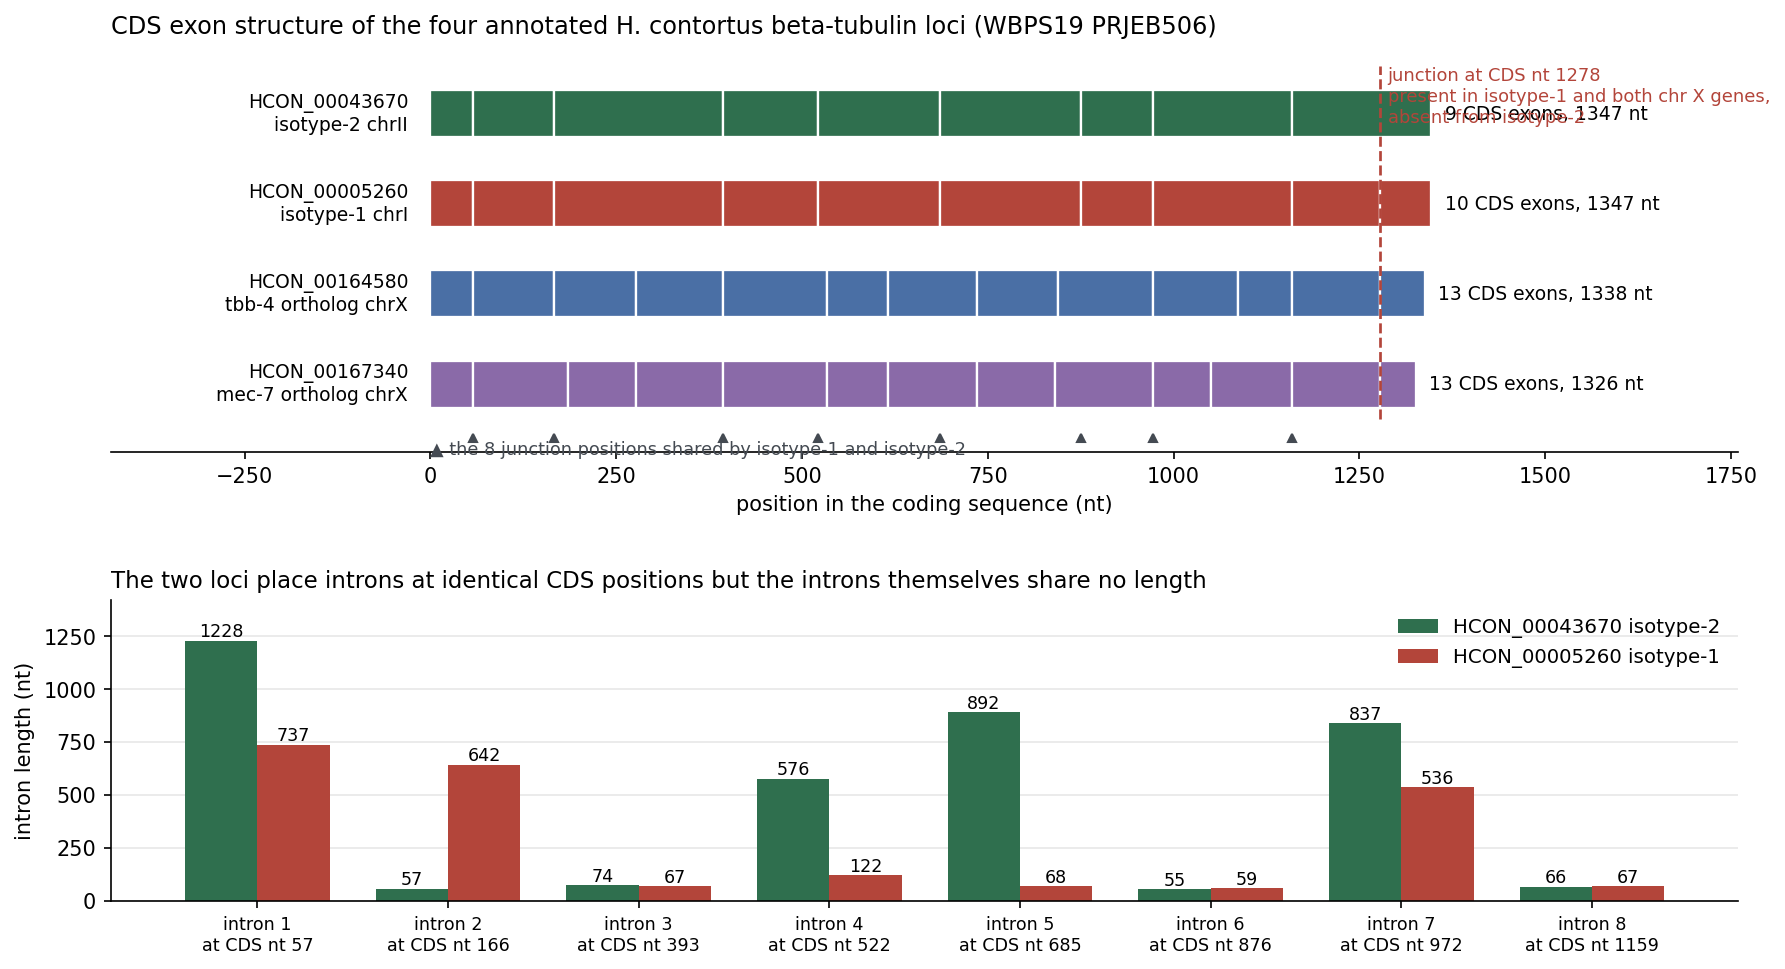 CDS exon structure of the four annotated H. contortus beta-tubulin loci (WBPS19 PRJEB506)
junction at CDS nt 1278
present in isotype-1 and both chr X genes,
absent from isotype-2
HCON_00043670
isotype-2 chrII
9 CDS exons, 1347 nt
HCON_00005260
isotype-1 chrI
10 CDS exons, 1347 nt
HCON_00164580
tbb-4 ortholog chrX
13 CDS exons, 1338 nt
HCON_00167340
mec-7 ortholog chrX
13 CDS exons, 1326 nt
▲ the 8 junction positions shared by isotype-1 and isotype-2
−250 0 250 500 750 1000 1250 1500 1750
position in the coding sequence (nt)
The two loci place introns at identical CDS positions but the introns themselves share no length
HCON_00043670 isotype-2
HCON_00005260 isotype-1
intron length (nt)
1250
1000
750
500
250
0
1228 737
57 642
74 67
576 122
892 68
55 59
837 536
66 67
intron 1
at CDS nt 57
intron 2
at CDS nt 166
intron 3
at CDS nt 393
intron 4
at CDS nt 522
intron 5
at CDS nt 685
intron 6
at CDS nt 876
intron 7
at CDS nt 972
intron 8
at CDS nt 1159